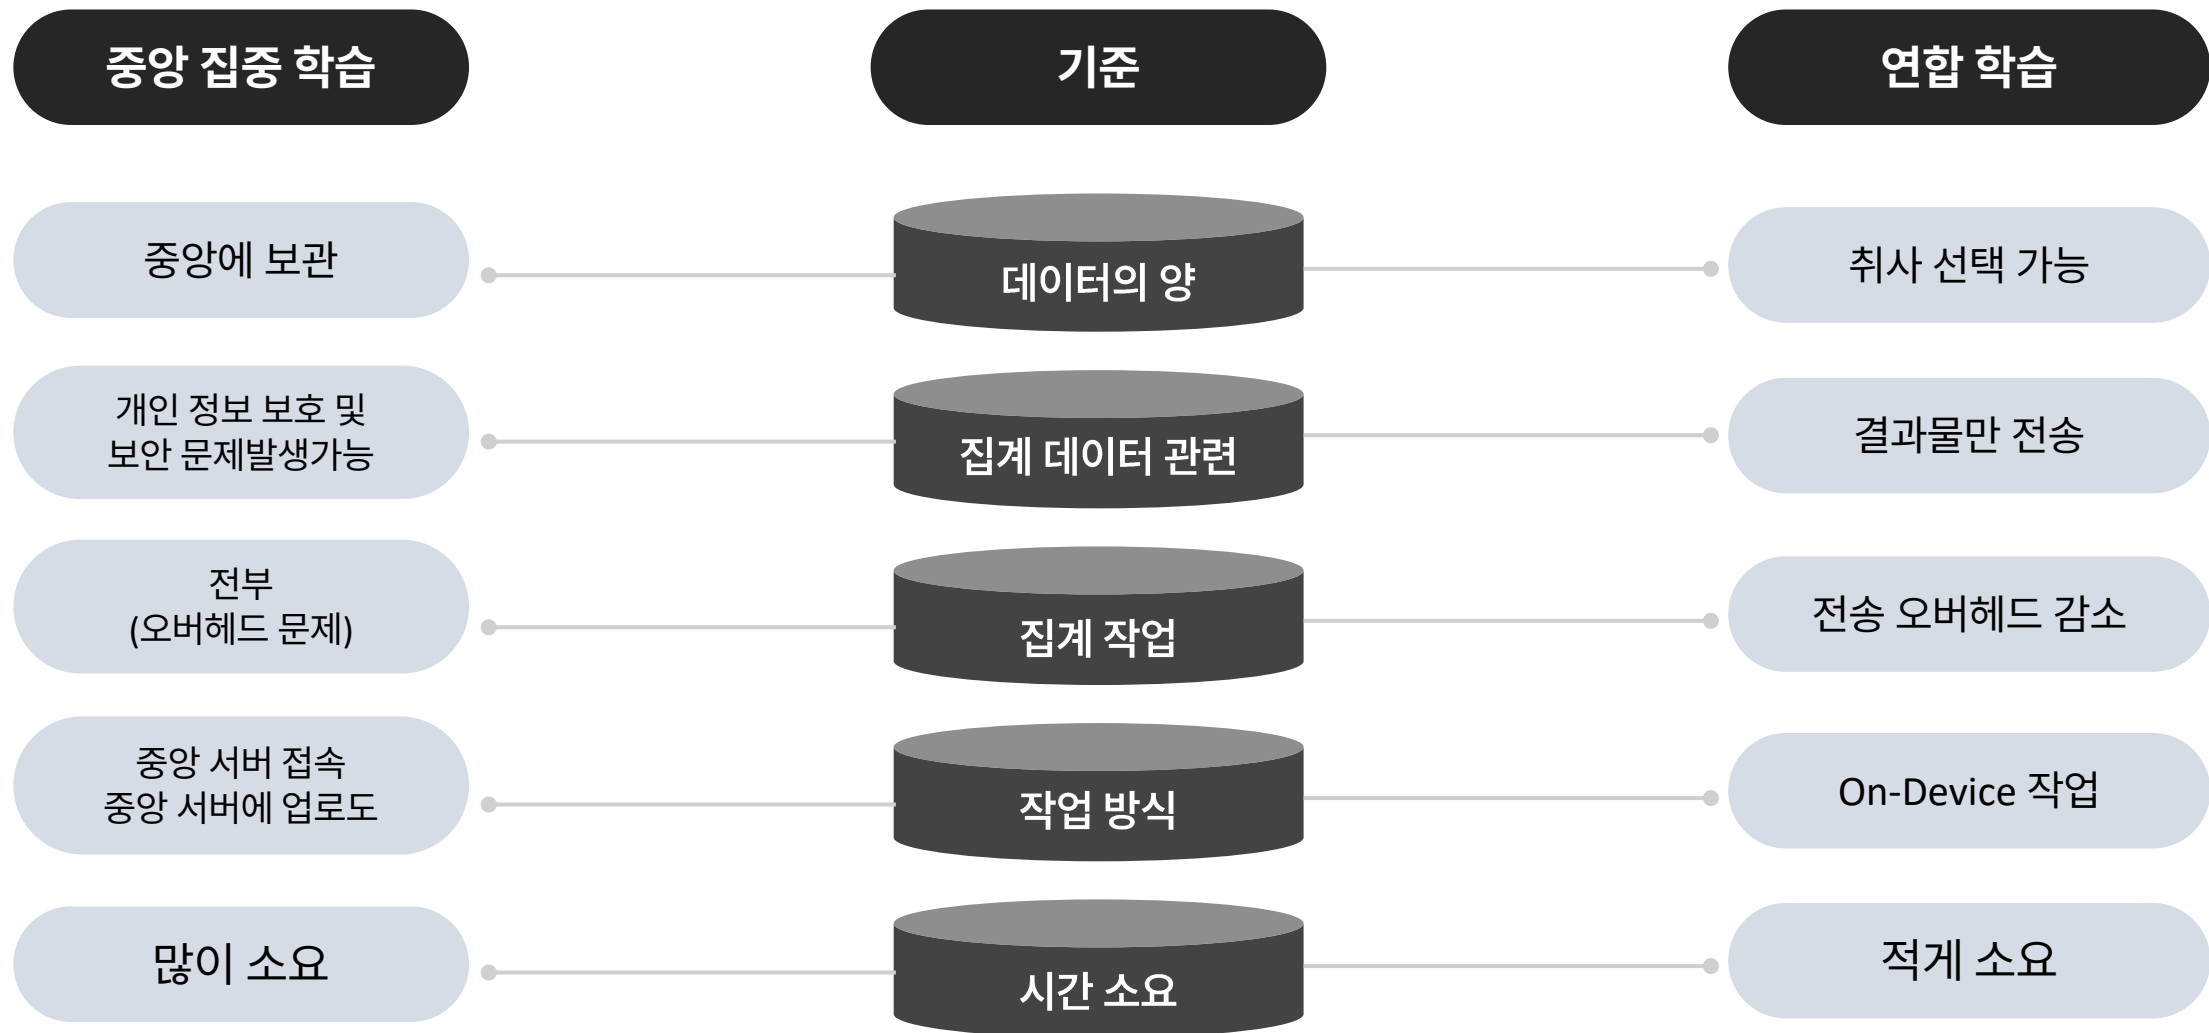 중앙 집중 학습
기준
연합 학습
중앙에 보관
데이터의 양
취사 선택 가능
개인 정보 보호 및
보안 문제발생가능
집계 데이터 관련
결과물만 전송
전부
(오버헤드 문제)
집계 작업
전송 오버헤드 감소
중앙 서버 접속
중앙 서버에 업로도
작업 방식
On-Device 작업
많이 소요
시간 소요
적게 소요